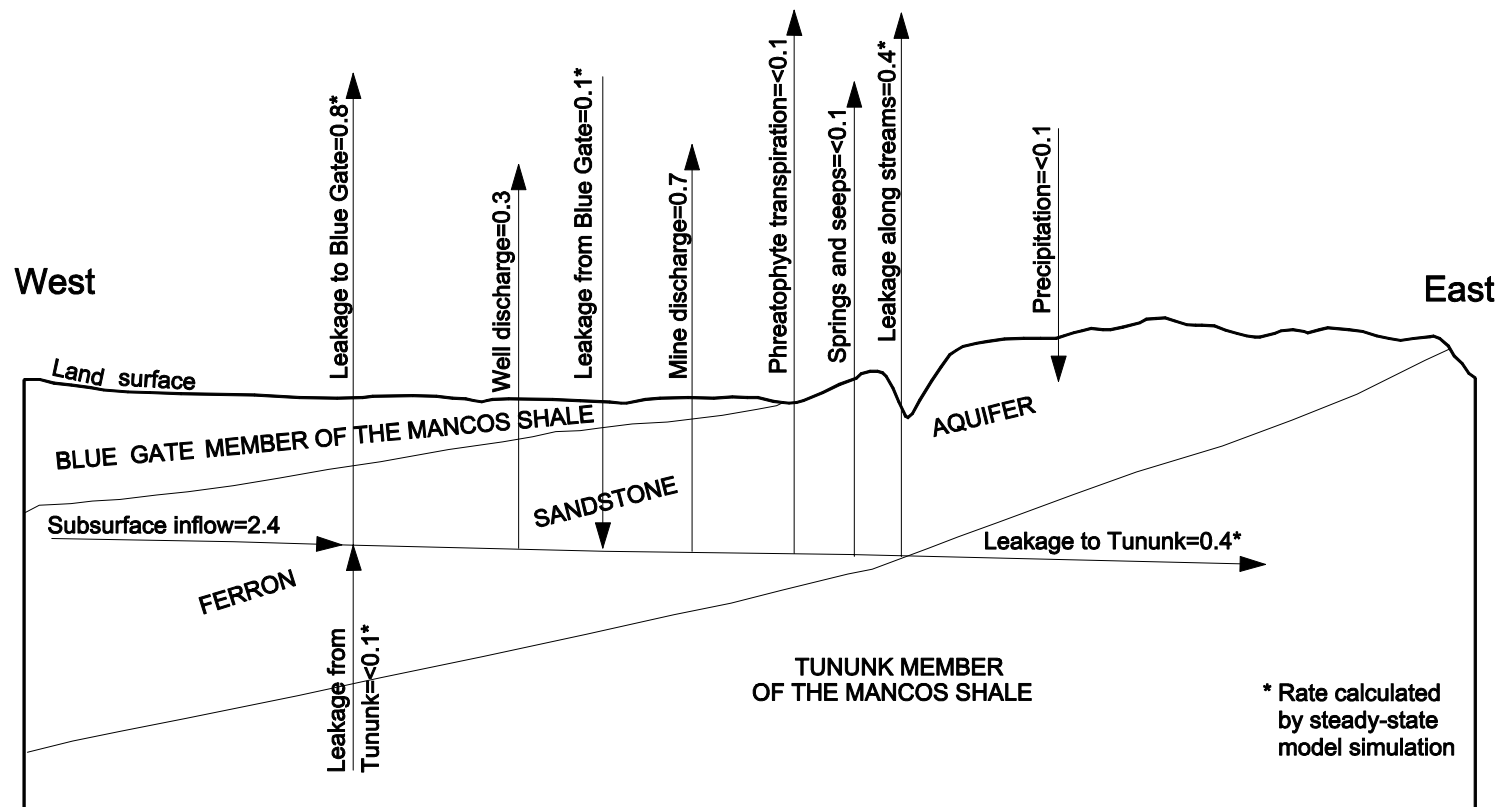 Leakage to Blue Gate=0.8*
Well discharge=0.3
Leakage from Blue Gate=0.1*
Mine discharge=0.7
Phreatophyte transpiration=<0.1
Springs and seeps=<0.1
Leakage along streams=0.4*
Precipitation=<0.1
West
East
Land surface
BLUE GATE MEMBER OF THE MANCOS SHALE
AQUIFER
SANDSTONE
Subsurface inflow=2.4
Leakage to Tununk=0.4*
FERRON
Leakage from
Tununk=<0.1*
TUNUNK MEMBER
OF THE MANCOS SHALE
* Rate calculated
by steady-state
model simulation